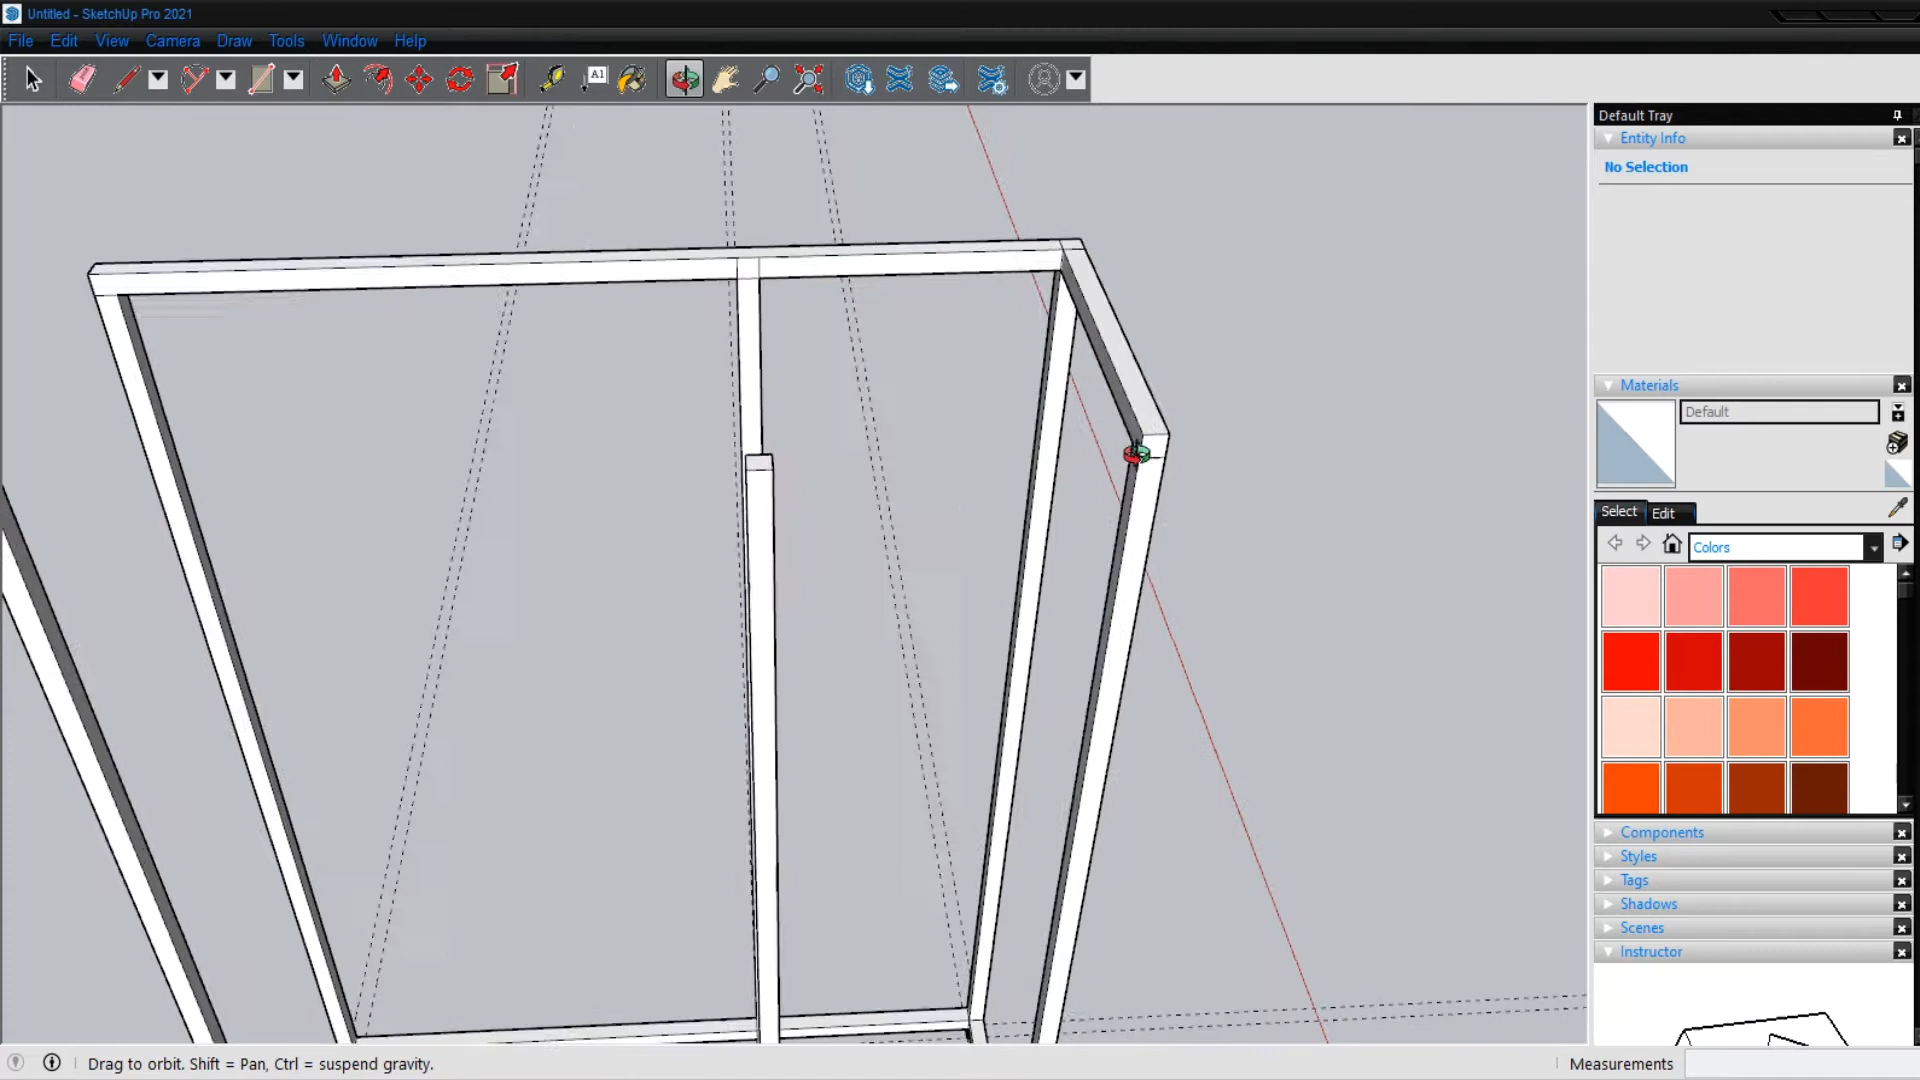 Untitled - SketchUp Pro 2021
File Edit View Camera Draw Tools Window Help
A1
Default Tray
Entity Info
No Selection
Materials
Default
Select Edit
Colors
Components
Styles
Tags
Shadows
Scenes
Instructor
Drag to orbit. Shift = Pan, Ctrl = suspend gravity.
Measurements